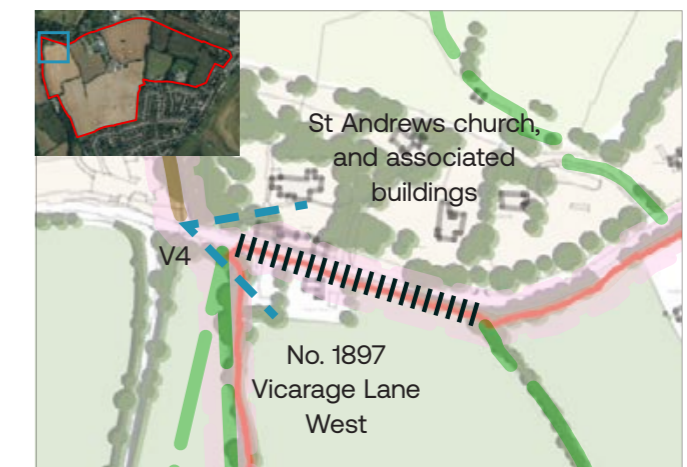 St Andrews church,
and associated
buildings
V4
No. 1897
Vicarage Lane
West